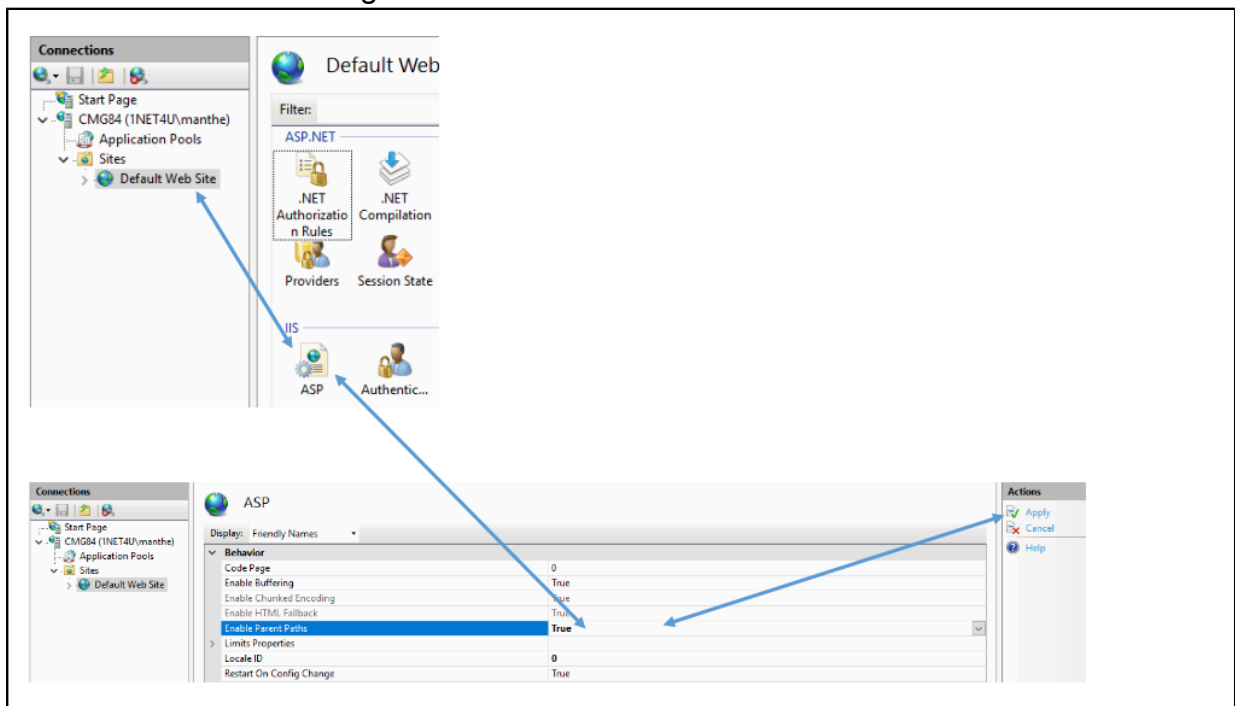 Connections
Start Page
CMG84 (1NET4U\manthe)
Application Pools
Sites
Default Web Site
Default Web
Filter:
ASP.NET
.NET Authorizatio n Rules
.NET Compilation
Providers
Session State
IIS
ASP
Authentic...
Connections
Start Page
CMG84 (1NET4U\manthe)
Application Pools
Sites
Default Web Site
ASP
Display: Friendly Names
Behavior
Code Page 0
Enable Buffering True
Enable Chunked Encoding True
Enable HTML Fallback True
Enable Parent Paths True
Limits Properties
Locale ID 0
Restart On Config Change True
Actions
Apply
Cancel
Help